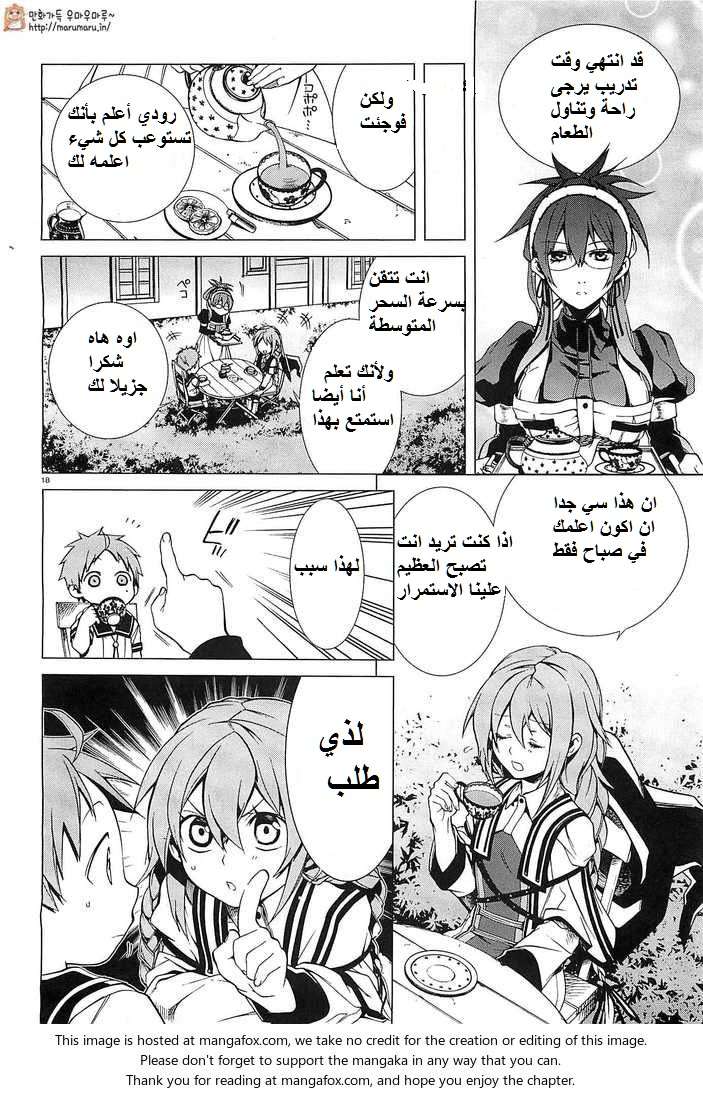 만화가득 우마우마루~
http://marumaru.in/
قد انتهي وقت
تدريب يرجى
راحة وتناول
الطعام
ولكن
فوجئت
رودي أعلم بأنك
تستوعب كل شيء
اعلمه لك
ポポポ
انت تتقن
بسرعة السحر
المتوسطة
ولأنك تعلم
أنا أيضا
استمتع بهذا
اوه هاه
شكرا
جزيلا لك
ペコ
18
ان هذا سي جدا
ان اكون اعلمك
في صباح فقط
اذا كنت تريد انت
تصبح العظيم
علينا الاستمرار
لهذا سبب
لذي
طلب
This image is hosted at mangafox.com, we take no credit for the creation or editing of this image.
Please don't forget to support the mangaka in any way that you can.
Thank you for reading at mangafox.com, and hope you enjoy the chapter.